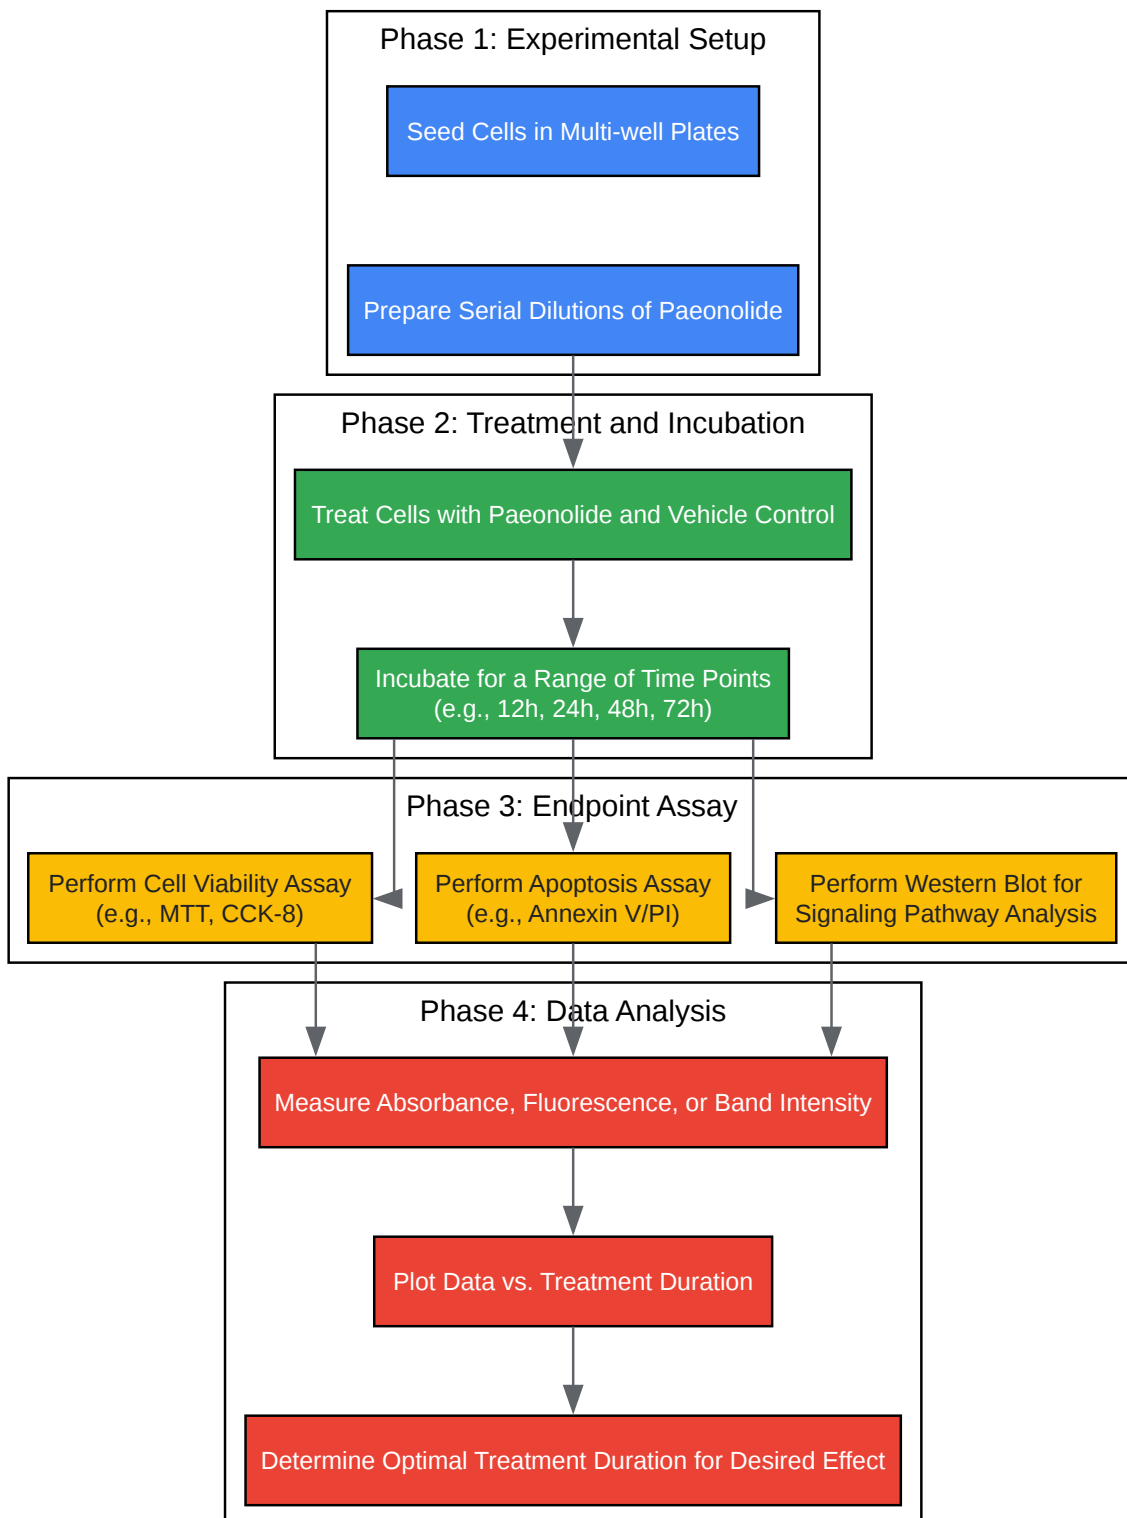 Phase 1: Experimental Setup
Seed Cells in Multi-well Plates
Prepare Serial Dilutions of Paeonolide
Phase 2: Treatment and Incubation
Treat Cells with Paeonolide and Vehicle Control
Incubate for a Range of Time Points
(e.g., 12h, 24h, 48h, 72h)
Phase 3: Endpoint Assay
Perform Cell Viability Assay
(e.g., MTT, CCK-8)
Perform Apoptosis Assay
(e.g., Annexin V/PI)
Perform Western Blot for
Signaling Pathway Analysis
Phase 4: Data Analysis
Measure Absorbance, Fluorescence, or Band Intensity
Plot Data vs. Treatment Duration
Determine Optimal Treatment Duration for Desired Effect